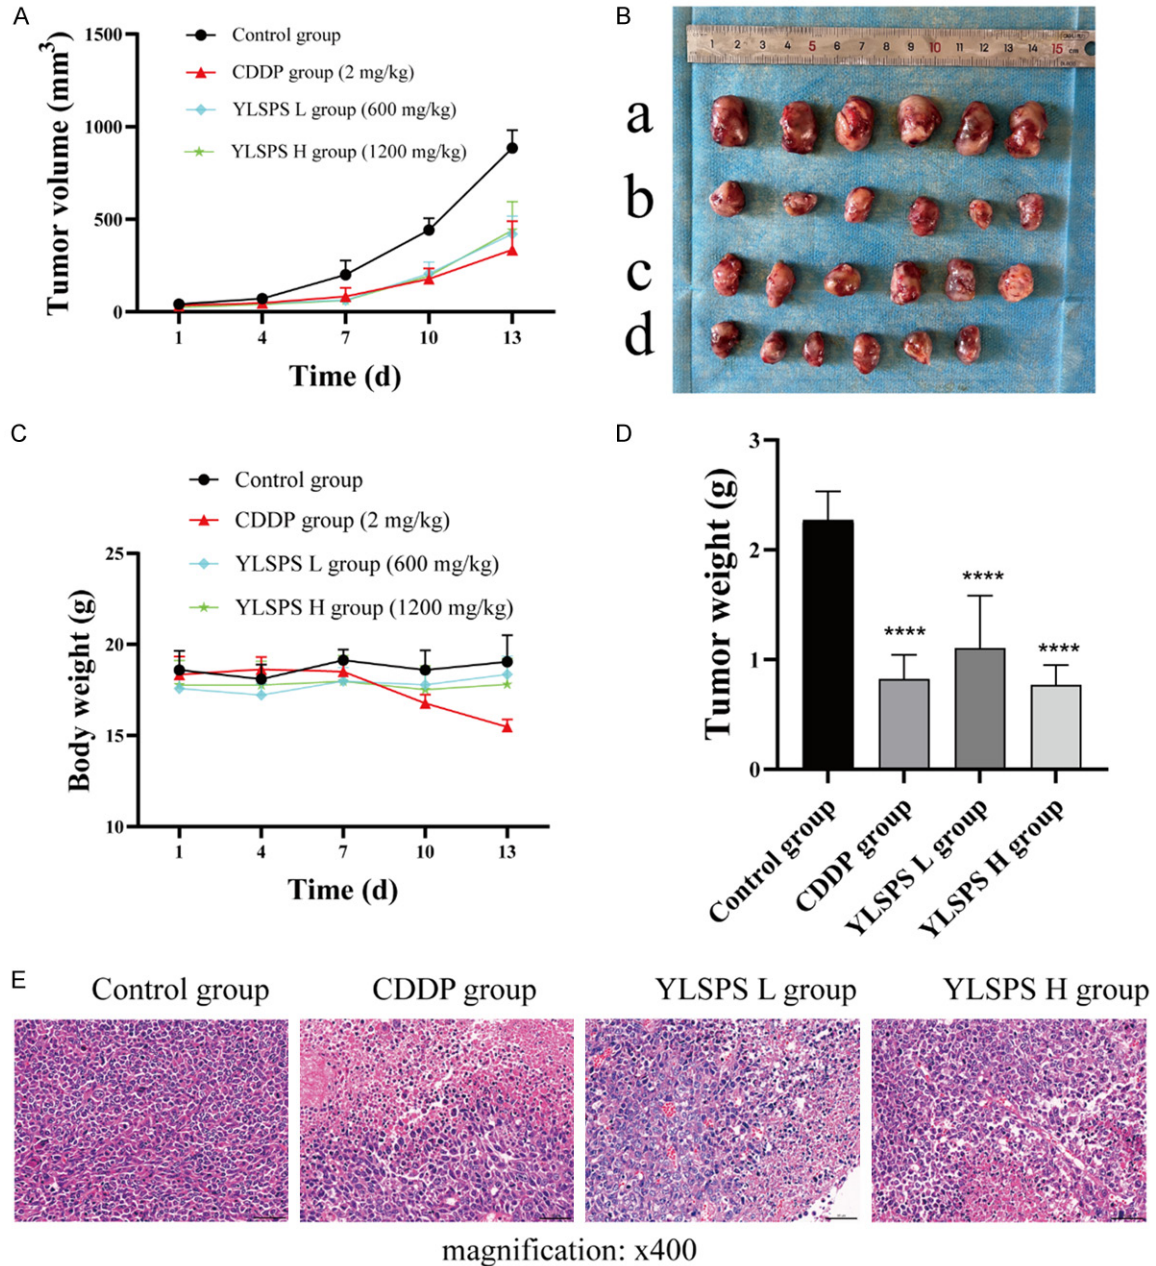 A
1500
1000
500
0
Tumor volume (mm³)
Control group
CDDP group (2 mg/kg)
YLSPS L group (600 mg/kg)
YLSPS H group (1200 mg/kg)
1 4 7 10 13
Time (d)
B
1 2 3 4 5 6 7 8 9 10 11 12 13 14 15 cm
a
b
c
d
C
Control group
CDDP group (2 mg/kg)
YLSPS L group (600 mg/kg)
YLSPS H group (1200 mg/kg)
25
20
15
10
Body weight (g)
1 4 7 10 13
Time (d)
D
3
2
1
0
Tumor weight (g)
**** **** ****
Control group
CDDP group
YLSPS L group
YLSPS H group
E
Control group CDDP group YLSPS L group YLSPS H group
magnification: x400